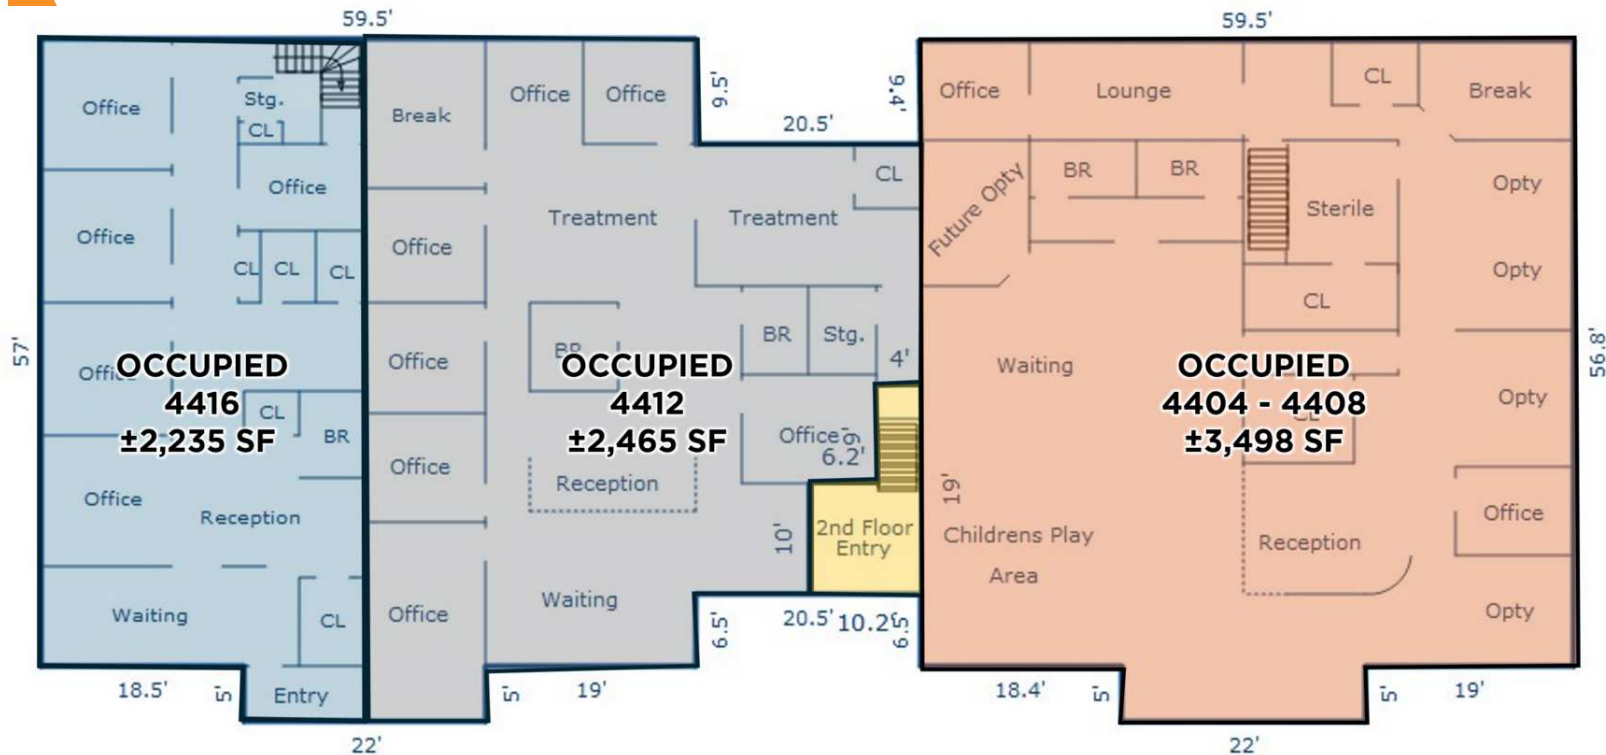 59.5'
59.5'
Office
Stg.
CL
Office
Office
Office
CL
CL
CL
OCCUPIED
4416
±2,235 SF
CL
BR
Office
Reception
Waiting
CL
Entry
57'
18.5'
5'
22'
Break
Office
Office
9.5'
9.4'
20.5'
CL
Treatment
Treatment
Office
BR
Stg.
4'
Office
OCCUPIED
4412
±2,465 SF
Office
9'
6.2'
Office
Reception
10'
2nd Floor
Entry
Office
Waiting
6.5'
20.5'
10.2'
6.5'
5'
19'
Office
Lounge
CL
Break
Future Opty
BR
BR
Sterile
Opty
Opty
CL
Waiting
OCCUPIED
4404 - 4408
±3,498 SF
Opty
56.8'
19'
Childrens Play
Area
Reception
Office
Opty
18.4'
5'
5'
19'
22'